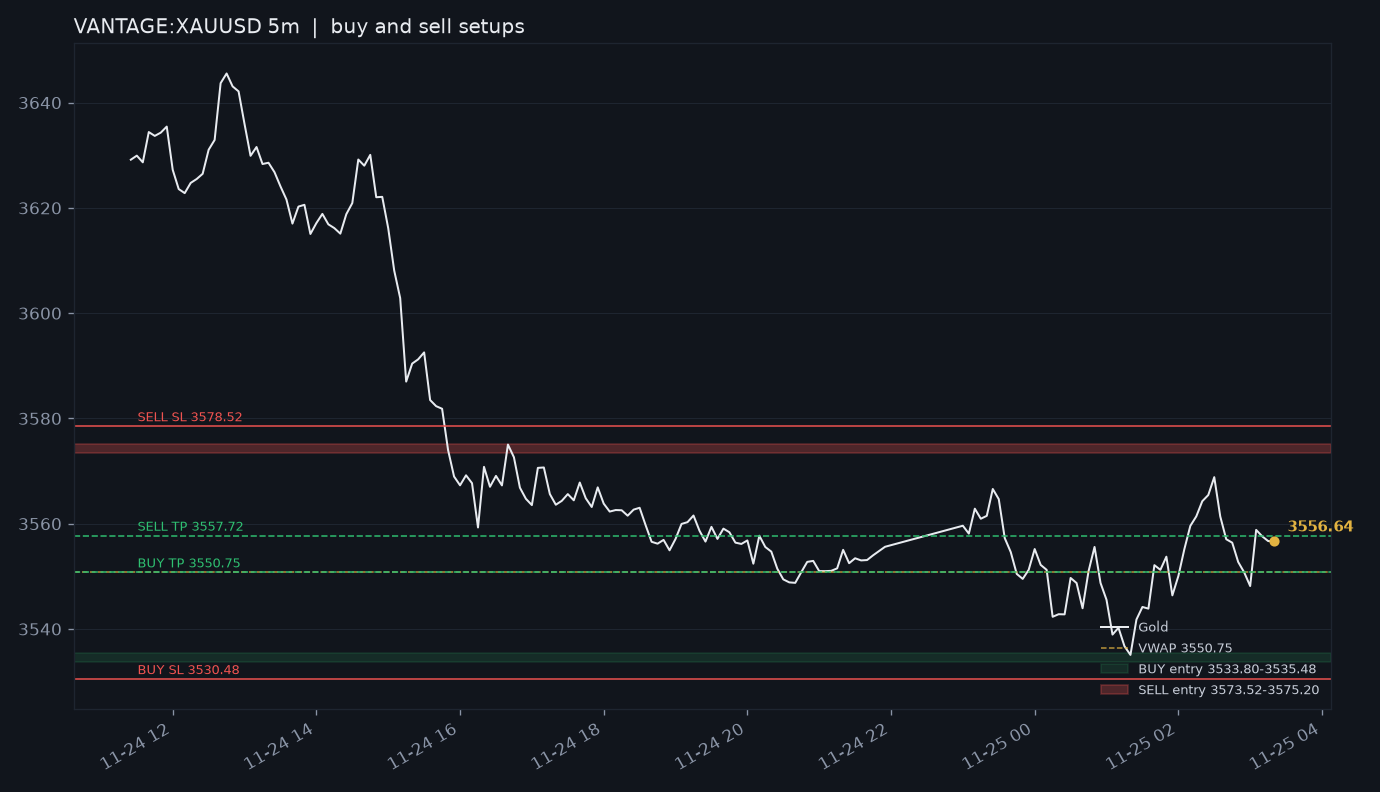 VANTAGE:XAUUSD 5m | buy and sell setups
3640
3620
3600
3580
3560
3540
SELL SL 3578.52
SELL TP 3557.72
BUY TP 3550.75
BUY SL 3530.48
3556.64
Gold
VWAP 3550.75
BUY entry 3533.80-3535.48
SELL entry 3573.52-3575.20
11-24 12
11-24 14
11-24 16
11-24 18
11-24 20
11-24 22
11-25 00
11-25 02
11-25 04